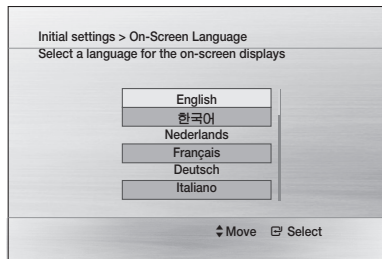 Initial settings > On-Screen Language
Select a language for the on-screen displays
English
한국어
Nederlands
Français
Deutsch
Italiano
Move Select